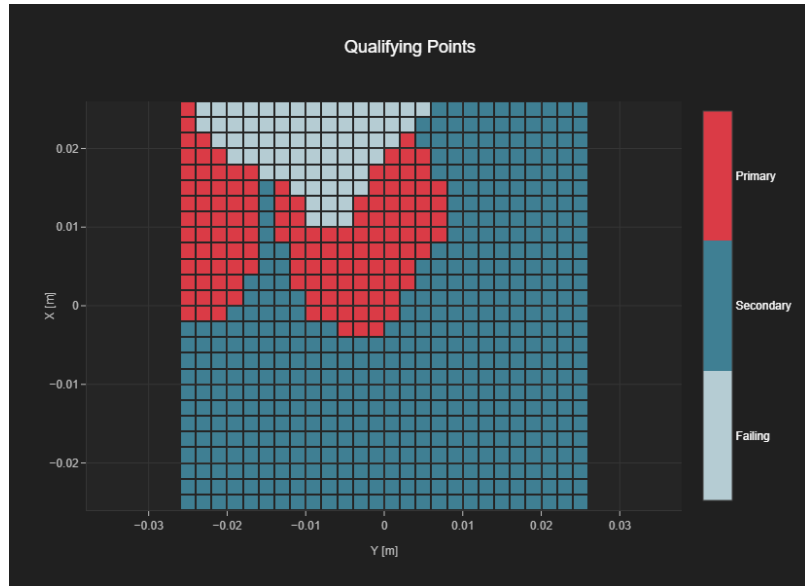 Qualifying Points
0.02
0.01
0
−0.01
−0.02
X [m]
−0.03
−0.02
−0.01
0
0.01
0.02
0.03
Y [m]
Primary
Secondary
Failing